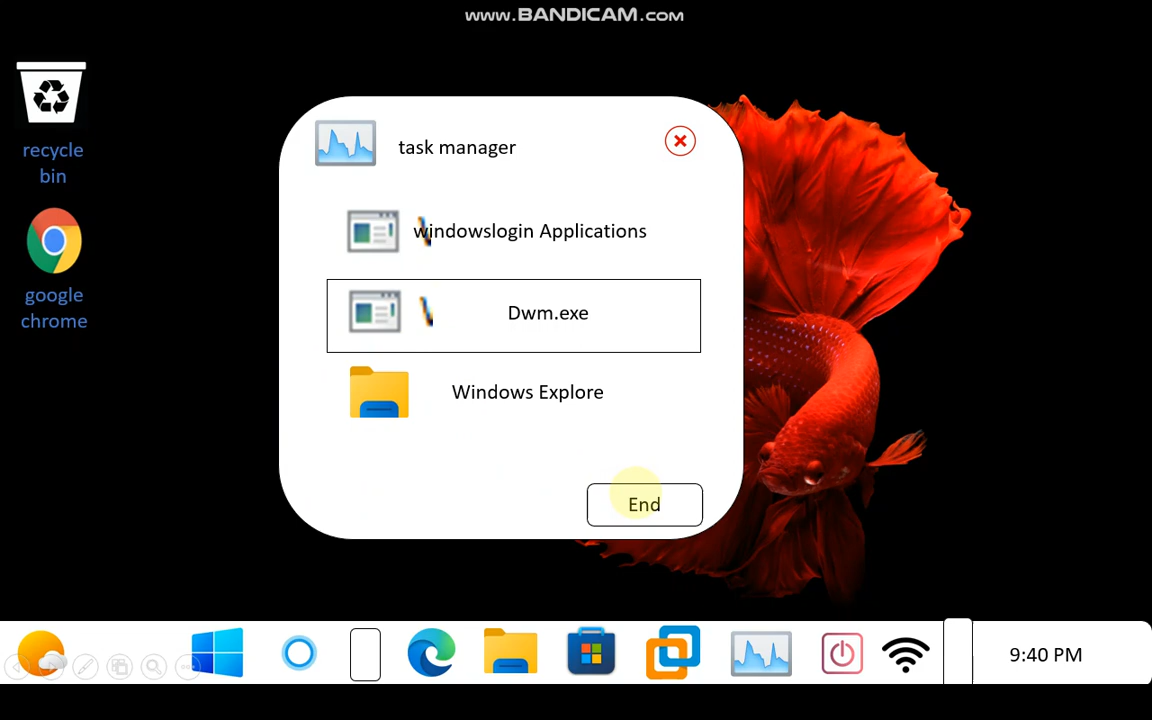 www.BANDICAM.com
recycle
bin
google
chrome
task manager
windowslogin Applications
Dwm.exe
Windows Explore
End
9:40 PM